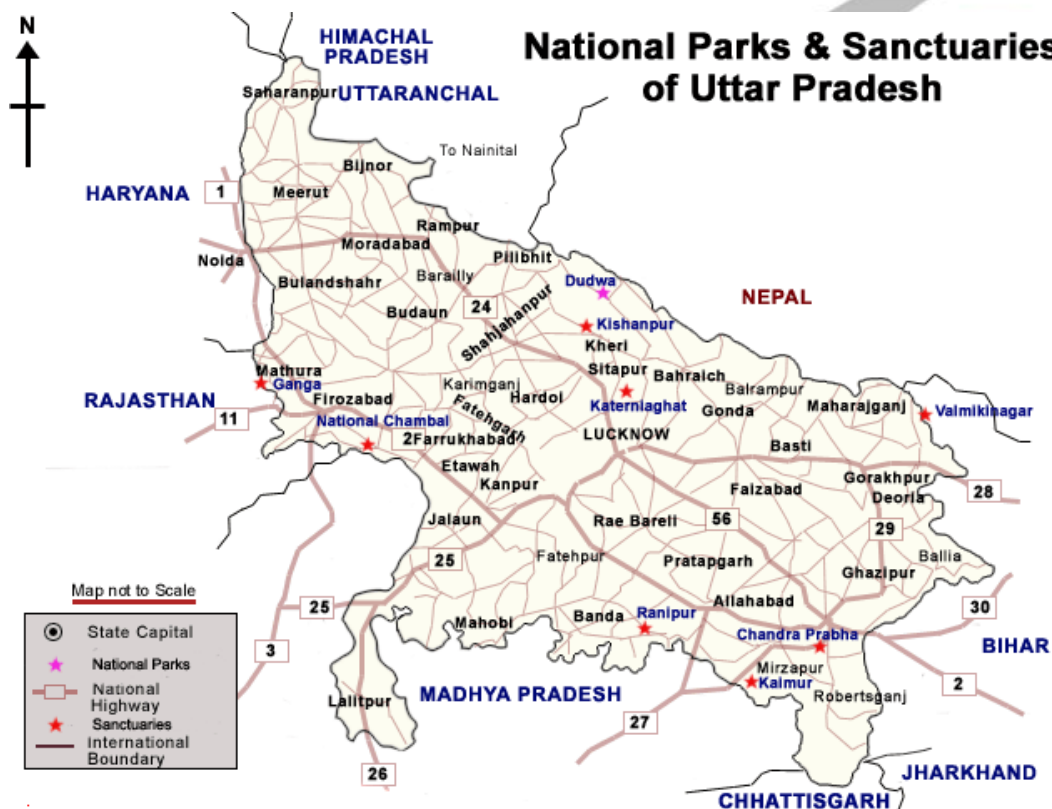 N
HIMACHAL
PRADESH
National Parks & Sanctuaries
of Uttar Pradesh
Saharanpur
UTTARANCHAL
To Nainital
Bijnor
HARYANA
1
Meerut
Rampur
Moradabad
Pilibhit
Noida
Barailly
Dudwa
Bulandshahr
NEPAL
Budaun
24
Shahjahanpur
Kishanpur
Kheri
Mathura
Sitapur
Bahraich
Ganga
Karimganj
Balrampur
RAJASTHAN
Firozabad
Hardoi
Katerniaghat
Gonda
Maharajganj
Valmikinagar
11
National Chambal
Fatehgarh
2
Farrukhabad
LUCKNOW
Basti
Etawah
Kanpur
Gorakhpur
Faizabad
Deoria
28
Jalaun
Rae Bareli
56
29
25
Fatehpur
Pratapgarh
Ballia
Ghazipur
Map not to Scale
25
Mahobi
Banda
Ranipur
Allahabad
30
State Capital
Chandra Prabha
3
BIHAR
National Parks
Mirzapur
National
Highway
Lalitpur
MADHYA PRADESH
Kaimur
Robertsganj
2
Sanctuaries
27
International
Boundary
26
JHARKHAND
CHHATTISGARH